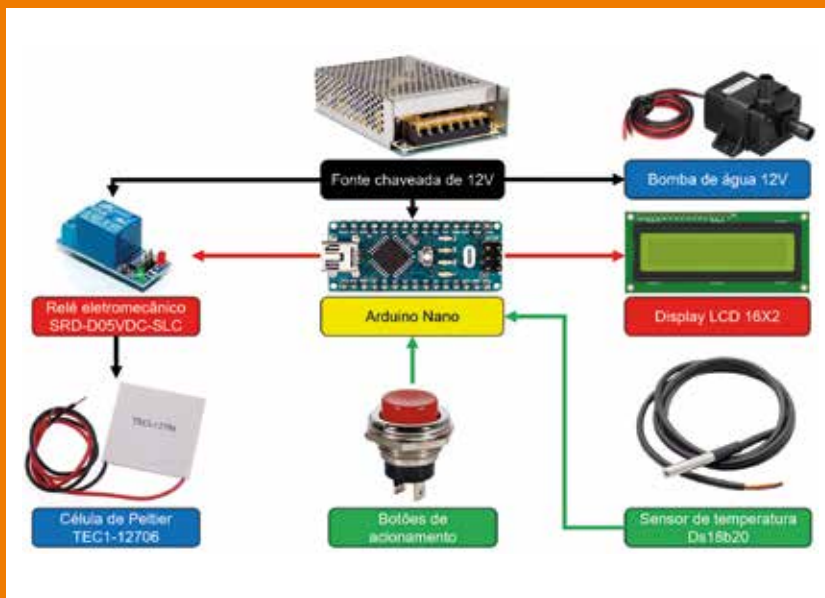 Fonte chaveada de 12V
Bomba de água 12V
Relé eletromecânico
SRD-D05VDC-SLC
Arduino Nano
Display LCD 16X2
TEC1-12706
Célula de Peltier
TEC1-12706
Botões de
acionamento
Sensor de temperatura
Ds18b20